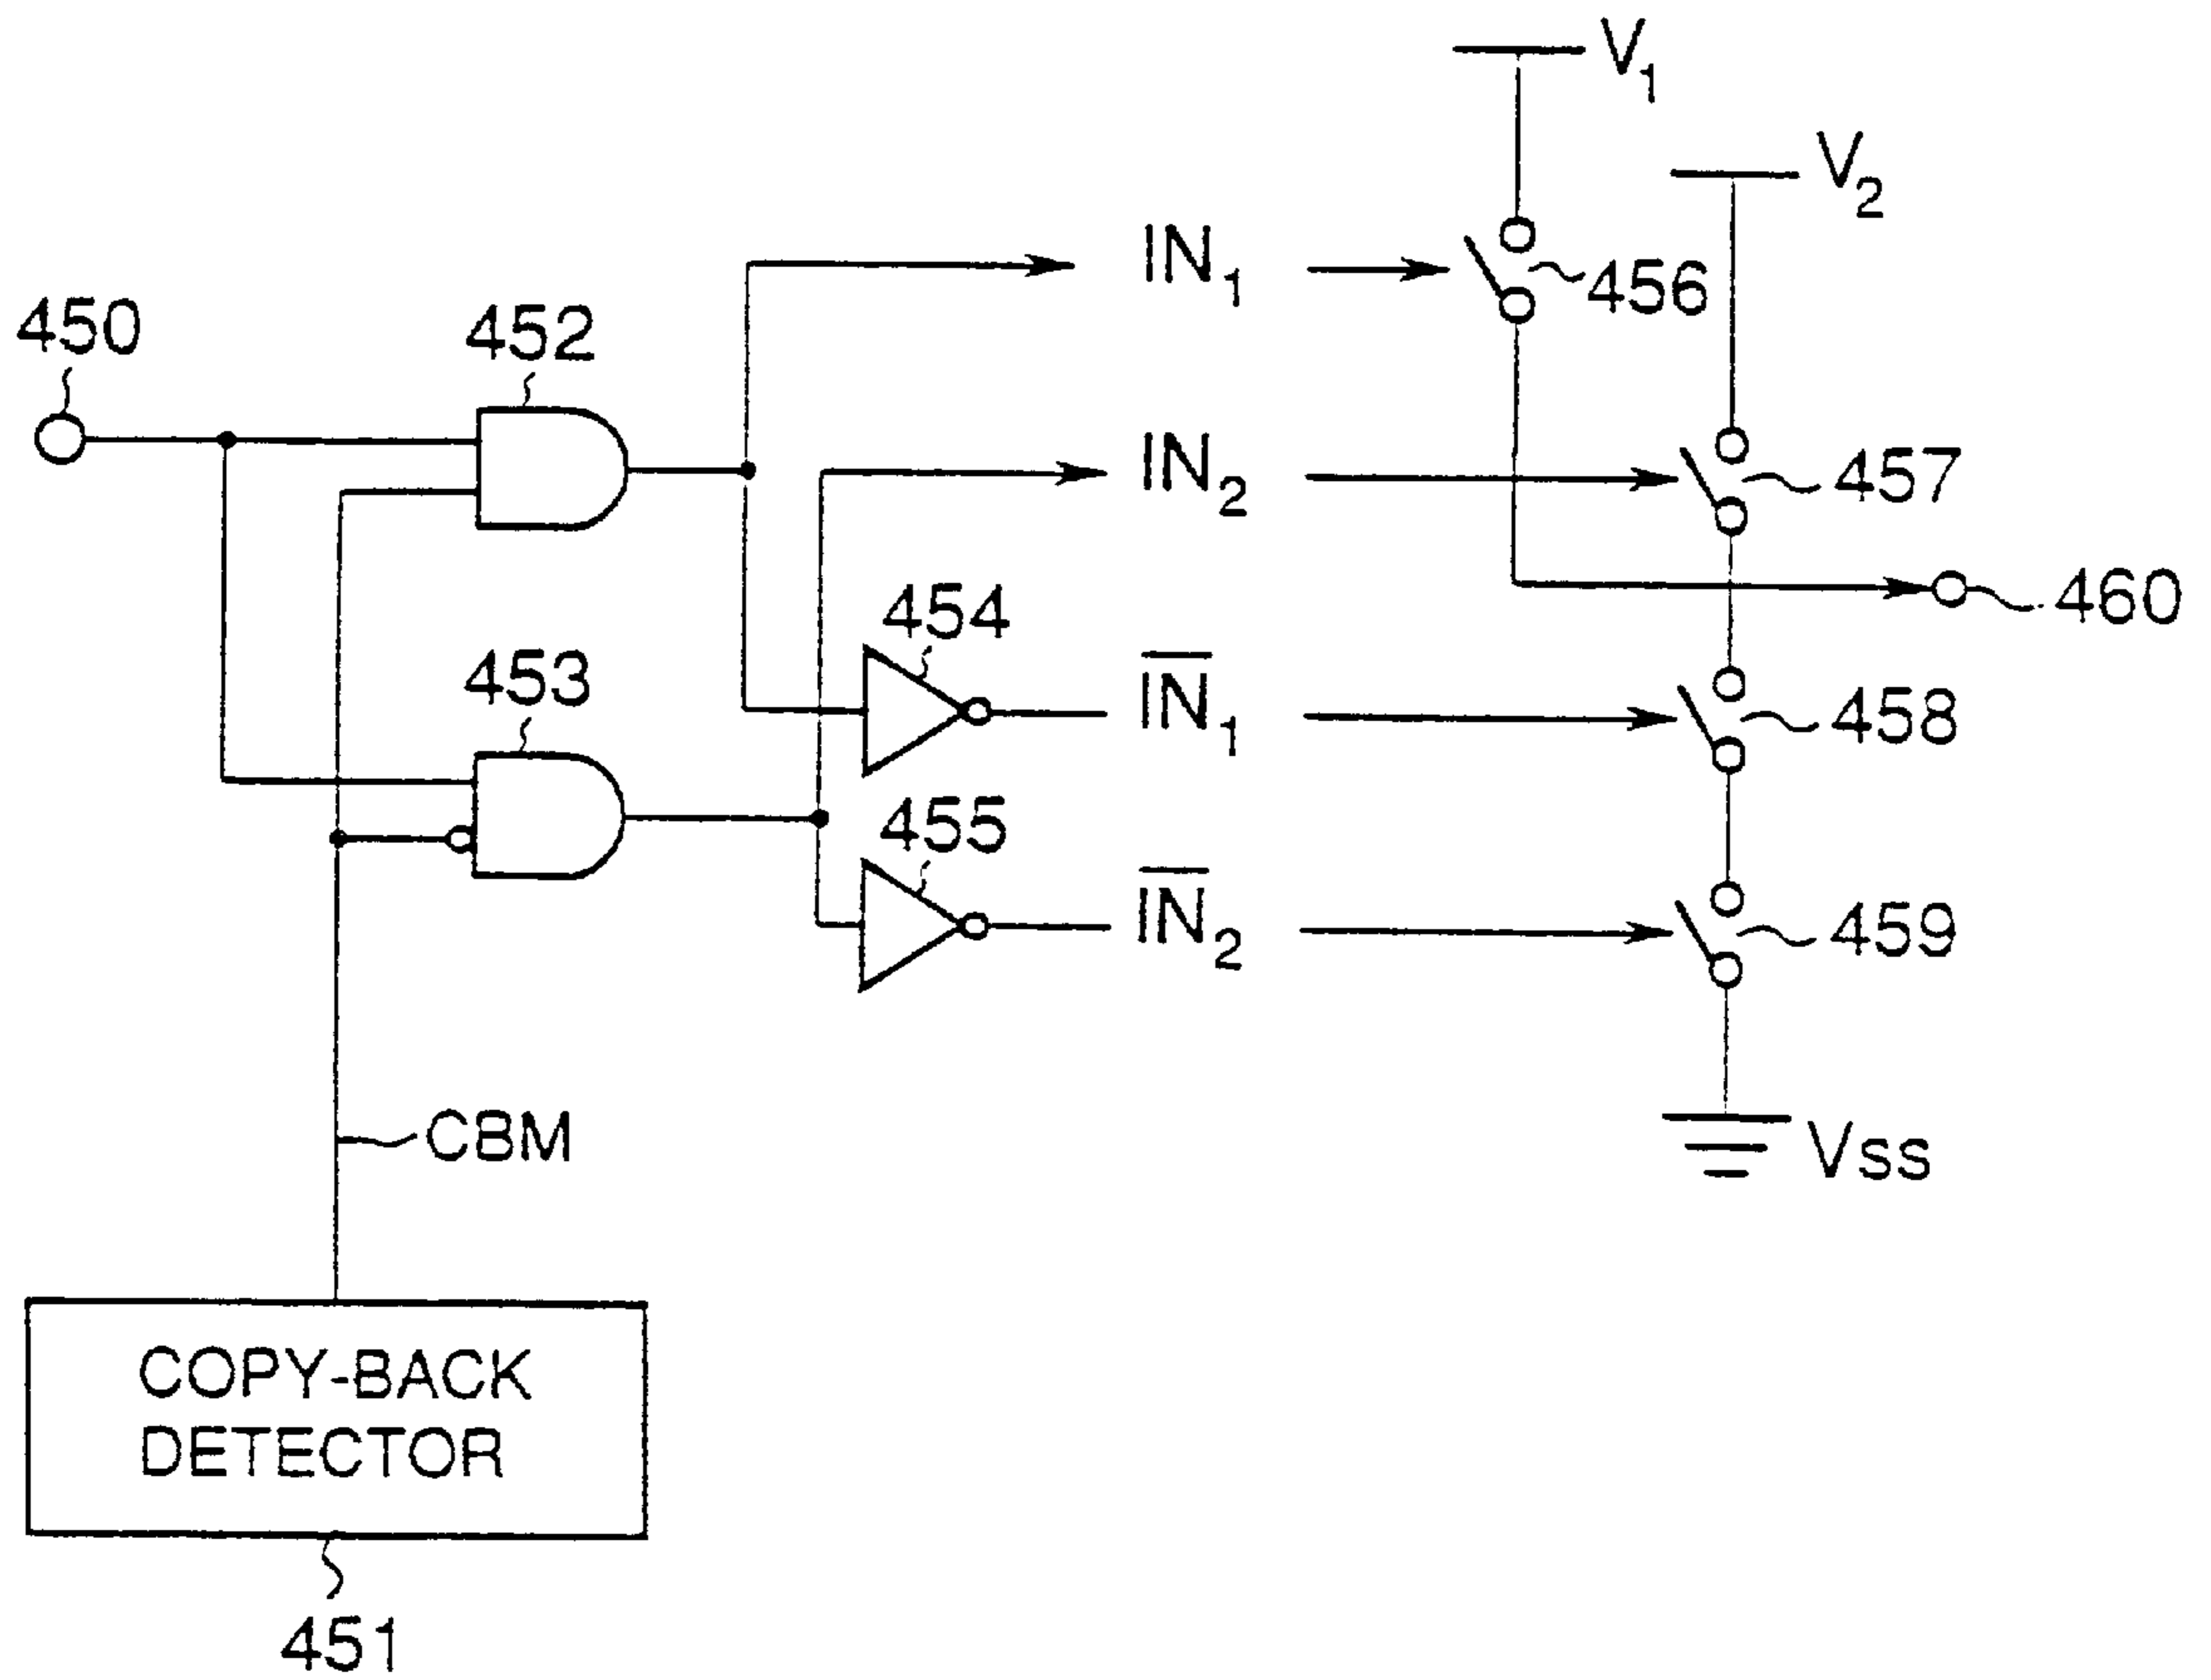 V1
V2
IN1
456
450
452
IN2
457
454
460
453
IN1
458
455
IN2
459
CBM
VSS
COPY-BACK
DETECTOR
451